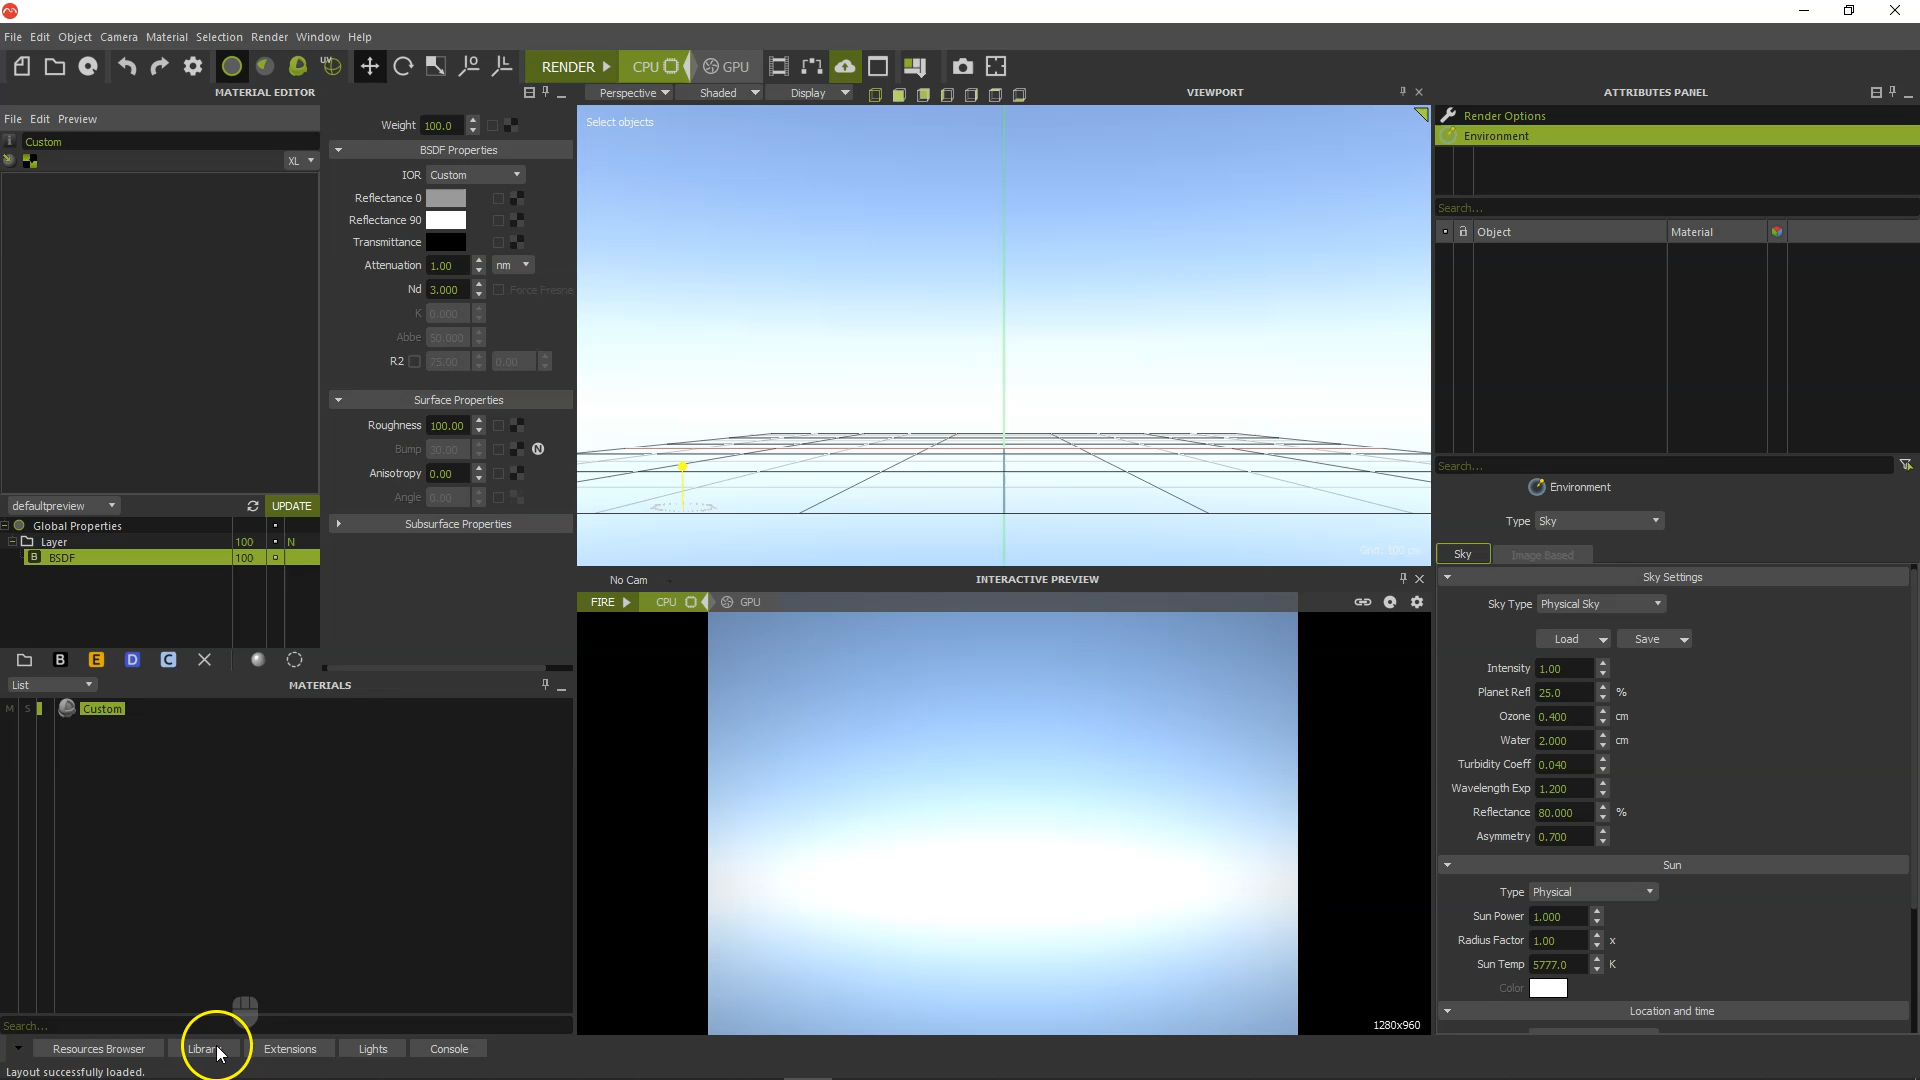 File Edit Object Camera Material Selection Render Window Help
UV RENDER CPU GPU
MATERIAL EDITOR
Perspective Shaded Display VIEWPORT
ATTRIBUTES PANEL
File Edit Preview
Custom
XL
Weight 100.0
BSDF Properties
IOR Custom
Reflectance 0
Reflectance 90
Transmittance
Attenuation 1.00 nm
Nd 3.000 Force Fresne
K 0.000
Abbe 50.000
R2 75.00 0.00
Surface Properties
Roughness 100.00
Bump 30.00 N
Anisotropy 0.00
Angle 0.00
Subsurface Properties
defaultpreview UPDATE
Global Properties
Layer 100 N
B BSDF 100
B E D C
List MATERIALS
M S Custom
Search...
Resources Browser Extensions Lights Console
Layout successfully loaded.
Select objects
No Cam INTERACTIVE PREVIEW
FIRE CPU GPU
1280x960
Render Options
Environment
Search...
Object Material
Search...
Environment
Type Sky
Sky Image Based
Sky Settings
Sky Type Physical Sky
Load Save
Intensity 1.00
Planet Refl 25.0 %
Ozone 0.400 cm
Water 2.000 cm
Turbidity Coeff 0.040
Wavelength Exp 1.200
Reflectance 80.000 %
Asymmetry 0.700
Sun
Type Physical
Sun Power 1.000
Radius Factor 1.00 x
Sun Temp 5777.0 K
Color
Location and time